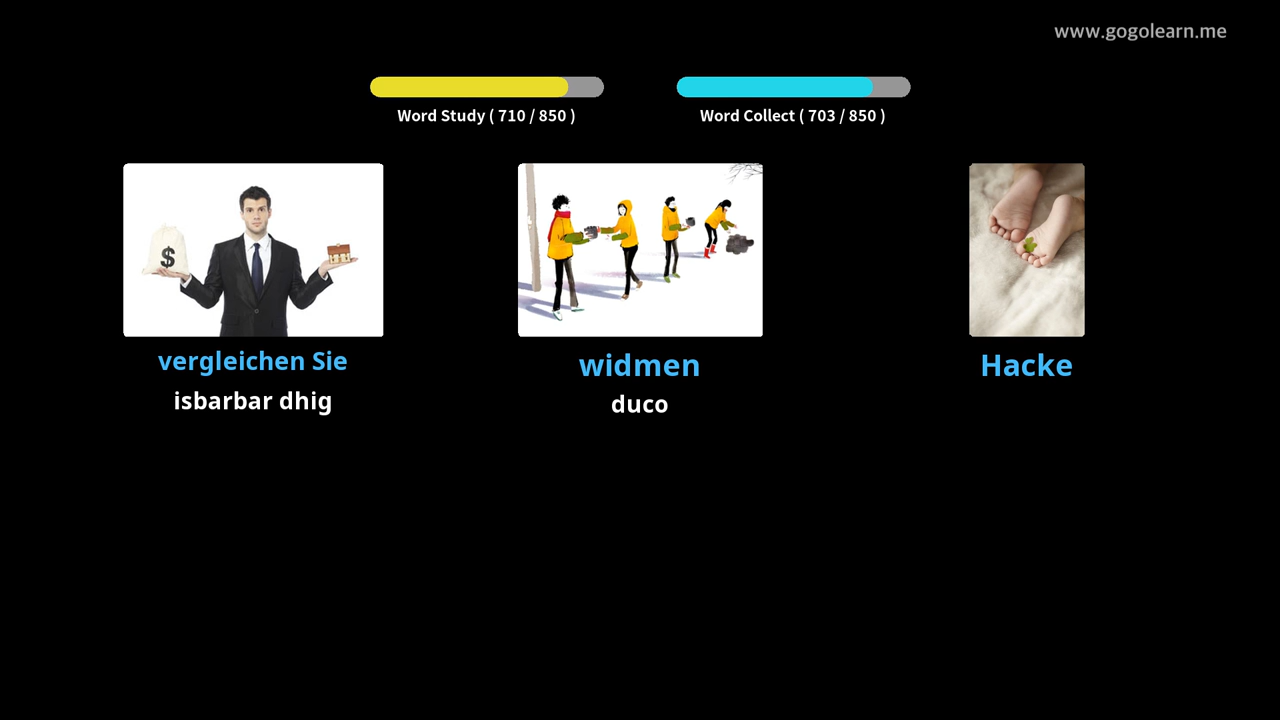 www.gogolearn.me
Word Study ( 710 / 850 )
Word Collect ( 703 / 850 )
vergleichen Sie
isbarbar dhig
widmen
duco
Hacke